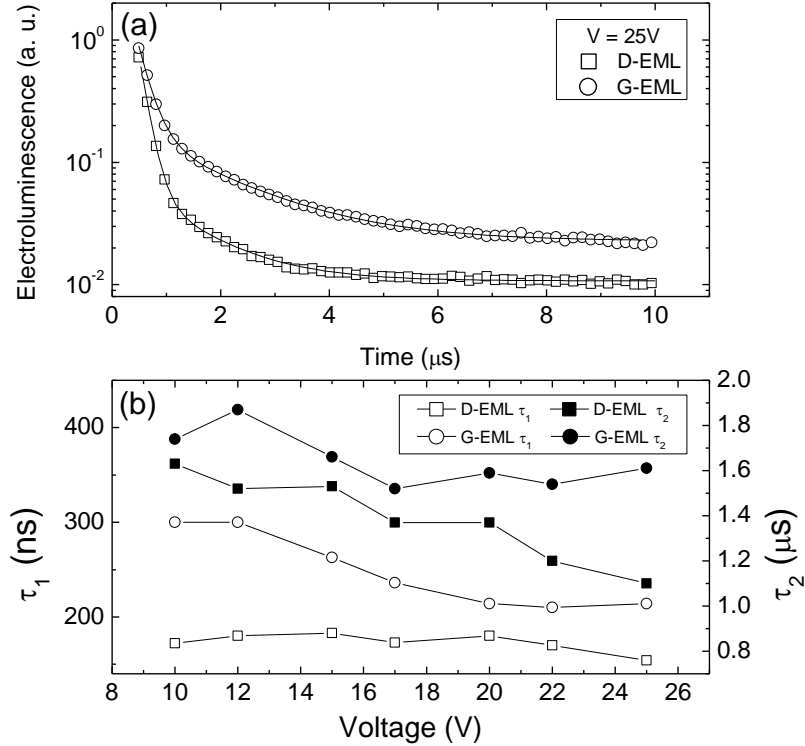 (a)
V = 25V
D-EML
G-EML
Electroluminescence (a. u.)
10⁰
10⁻¹
10⁻²
0 2 4 6 8 10
Time (μs)
(b)
D-EML τ₁ D-EML τ₂
G-EML τ₁ G-EML τ₂
τ₁ (ns)
400
300
200
τ₂ (μs)
2.0
1.8
1.6
1.4
1.2
1.0
0.8
8 10 12 14 16 18 20 22 24 26
Voltage (V)